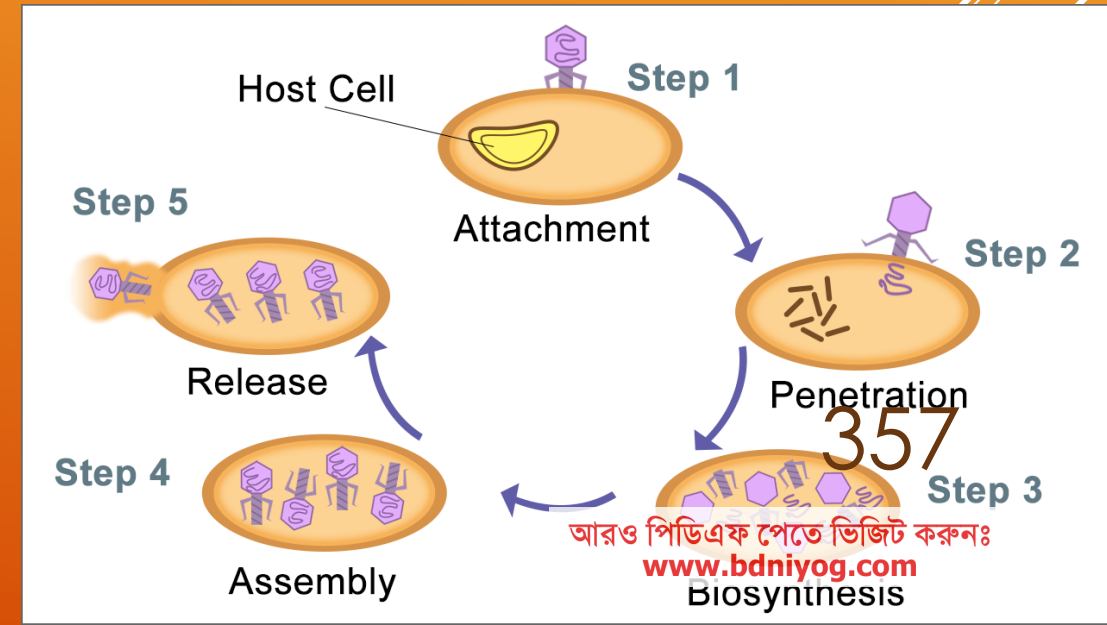 Host Cell
Step 1
Attachment
Step 2
Penetration
357
Step 3
আরও পিডিএফ পেতে ভিজিট করুনঃ
www.bdniyog.com
Biosynthesis
Step 4
Assembly
Step 5
Release